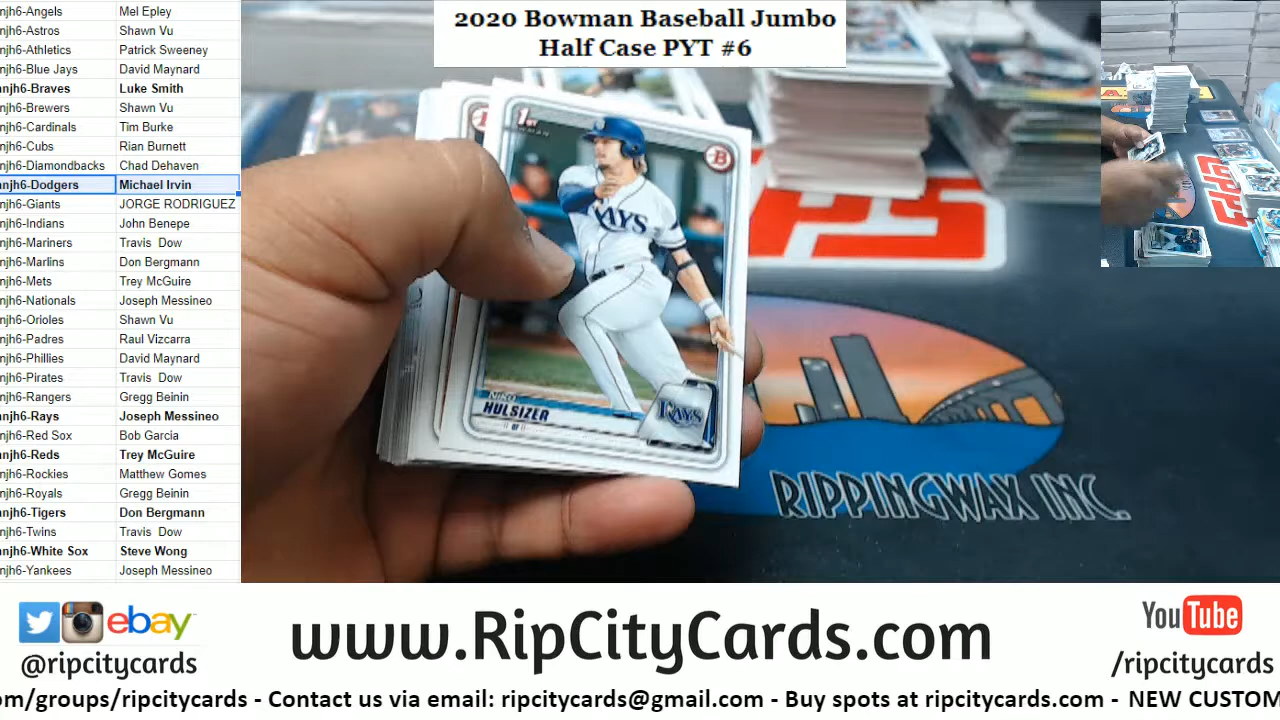 njh6-Angels Mel Epley
njh6-Astros Shawn Vu
njh6-Athletics Patrick Sweeney
njh6-Blue Jays David Maynard
njh6-Braves Luke Smith
njh6-Brewers Shawn Vu
njh6-Cardinals Tim Burke
njh6-Cubs Rian Burnett
njh6-Diamondbacks Chad Dehaven
njh6-Dodgers Michael Irvin
njh6-Giants JORGE RODRIGUEZ
njh6-Indians John Benepe
njh6-Mariners Travis Dow
njh6-Marlins Don Bergmann
njh6-Mets Trey McGuire
njh6-Nationals Joseph Messineo
njh6-Orioles Shawn Vu
njh6-Padres Raul Vizcarra
njh6-Phillies David Maynard
njh6-Pirates Travis Dow
njh6-Rangers Gregg Beinin
njh6-Rays Joseph Messineo
njh6-Red Sox Bob Garcia
njh6-Reds Trey McGuire
njh6-Rockies Matthew Gomes
njh6-Royals Gregg Beinin
njh6-Tigers Don Bergmann
njh6-Twins Travis Dow
njh6-White Sox Steve Wong
njh6-Yankees Joseph Messineo
2020 Bowman Baseball Jumbo
Half Case PYT #6
1ST
B
RAYS
NIKO
HULSIZER
OF
RAYS
RIPPINGWAX INC.
ebay
@ripcitycards
www.RipCityCards.com
YouTube
/ripcitycards
om/groups/ripcitycards - Contact us via email: ripcitycards@gmail.com - Buy spots at ripcitycards.com - NEW CUSTOM